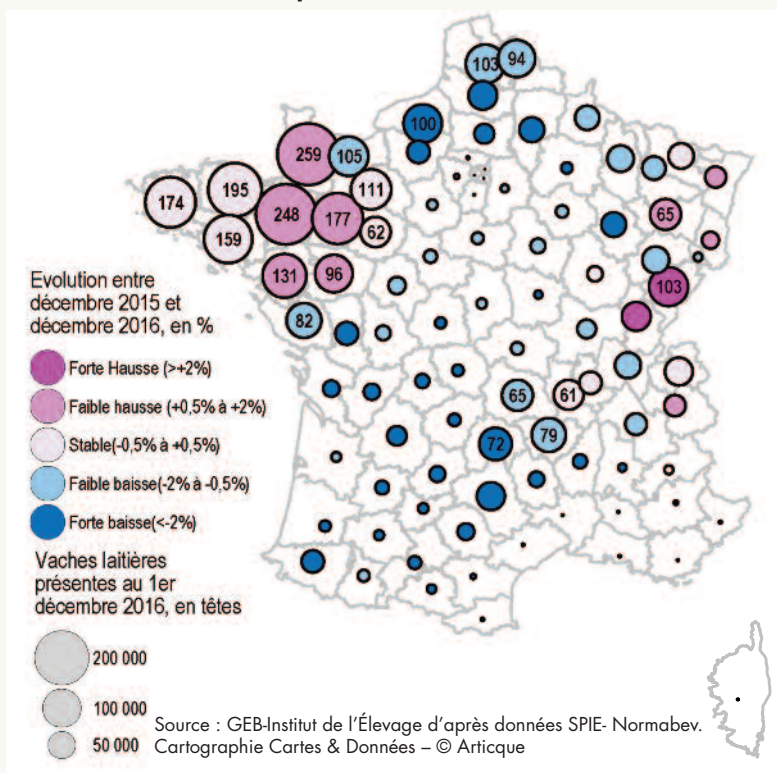 103
94
100
259
105
195
111
174
248
177
159
62
65
131
96
103
82
65
61
72
79
Evolution entre
décembre 2015 et
décembre 2016, en %
Forte Hausse (>+2%)
Faible hausse (+0,5% à +2%)
Stable(-0,5% à +0,5%)
Faible baisse(-2% à -0,5%)
Forte baisse(<-2%)
Vaches laitières
présentes au 1er
décembre 2016, en têtes
200 000
100 000
50 000
Source : GEB-Institut de l’Élevage d’après données SPIE- Normabev.
Cartographie Cartes & Données – © Articque